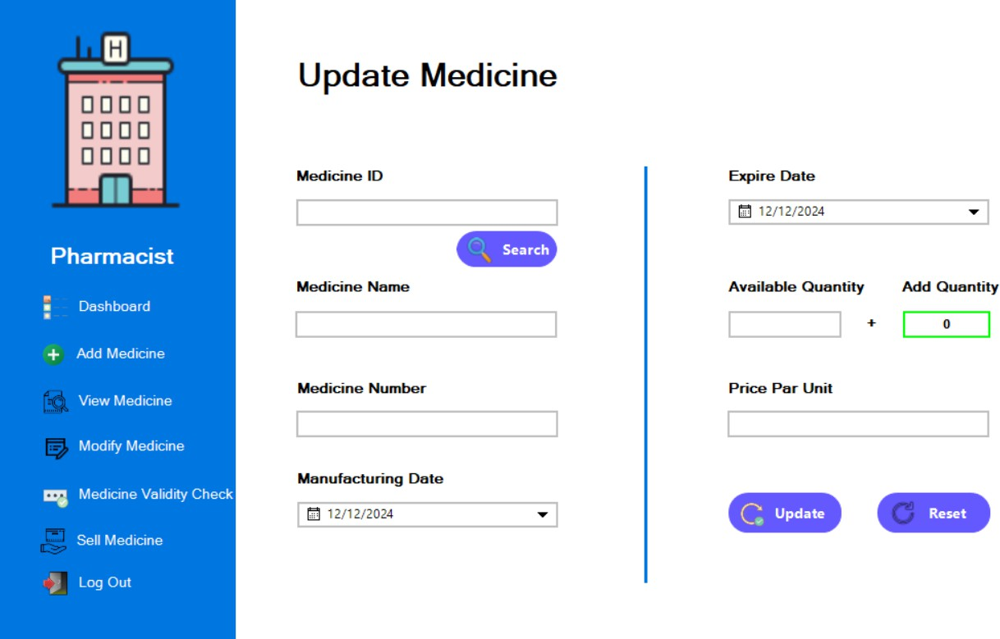 H
Pharmacist
Dashboard
Add Medicine
View Medicine
Modify Medicine
Medicine Validity Check
Sell Medicine
Log Out
Update Medicine
Medicine ID
Search
Medicine Name
Medicine Number
Manufacturing Date
12/12/2024
Expire Date
12/12/2024
Available Quantity Add Quantity
+ 0
Price Par Unit
Update Reset